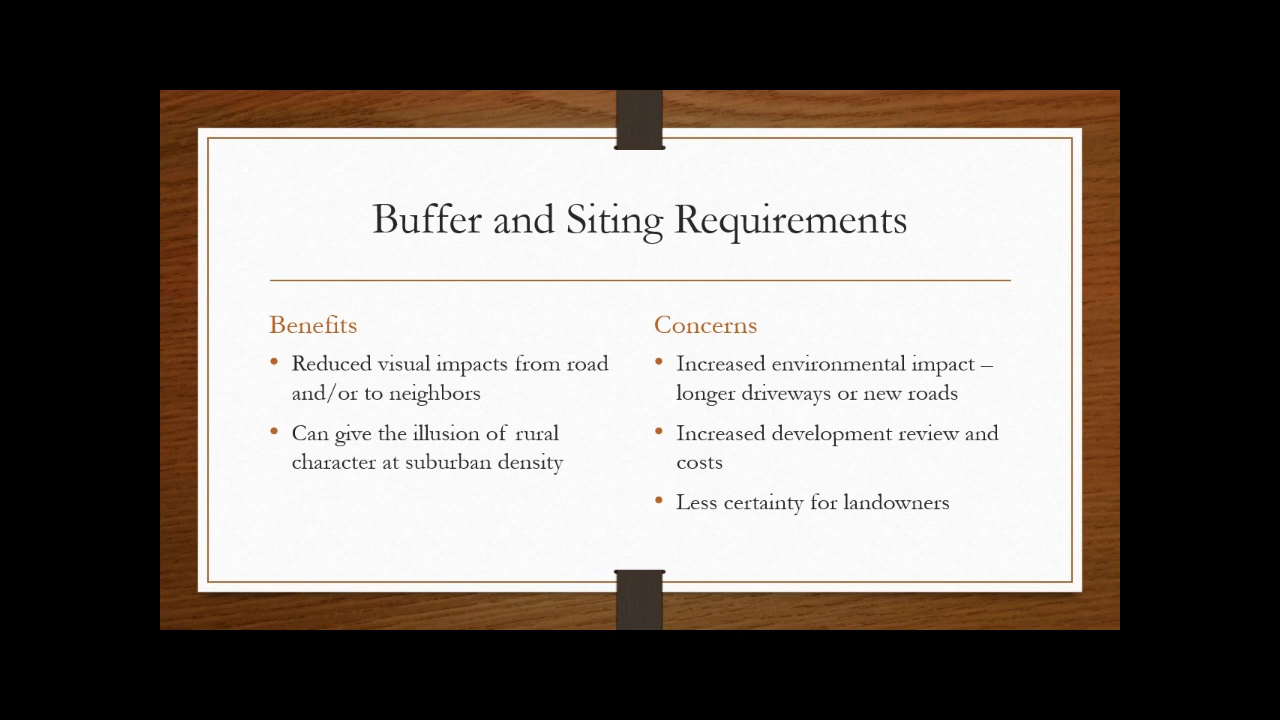 Buffer and Siting Requirements
Benefits
• Reduced visual impacts from road
and/or to neighbors
• Can give the illusion of rural
character at suburban density
Concerns
• Increased environmental impact –
longer driveways or new roads
• Increased development review and
costs
• Less certainty for landowners